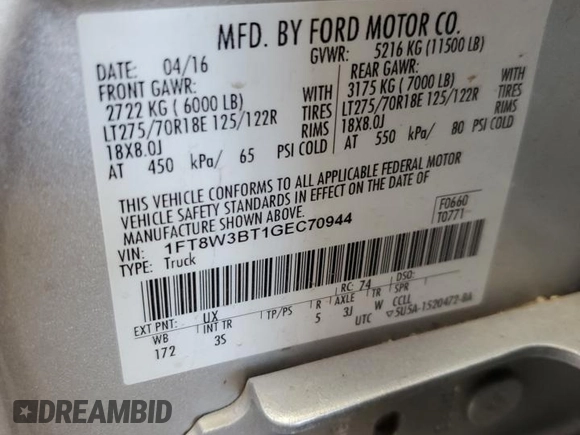 MFD. BY FORD MOTOR CO.
DATE: 04/16 GVWR: 5216 KG (11500 LB)
FRONT GAWR: REAR GAWR:
2722 KG (6000 LB) WITH 3175 KG (7000 LB) WITH
LT275/70R18E 125/122R TIRES LT275/70R18E 125/122R TIRES
18X8.0J RIMS 18X8.0J RIMS
AT 450 kPa/ 65 PSI COLD AT 550 kPa/ 80 PSI COLD
THIS VEHICLE CONFORMS TO ALL APPLICABLE FEDERAL MOTOR
VEHICLE SAFETY STANDARDS IN EFFECT ON THE DATE OF
MANUFACTURE SHOWN ABOVE.
F0660
T0771
VIN: 1FT8W3BT1GEC70944
TYPE: Truck
EXT PNT: UX RC: 74 DSO:
WB INT TR TP/PS R AXLE TR SPR
172 3S 5 3J W CCLL
UTC ▽5U5A-1520472-BA
DREAMBID